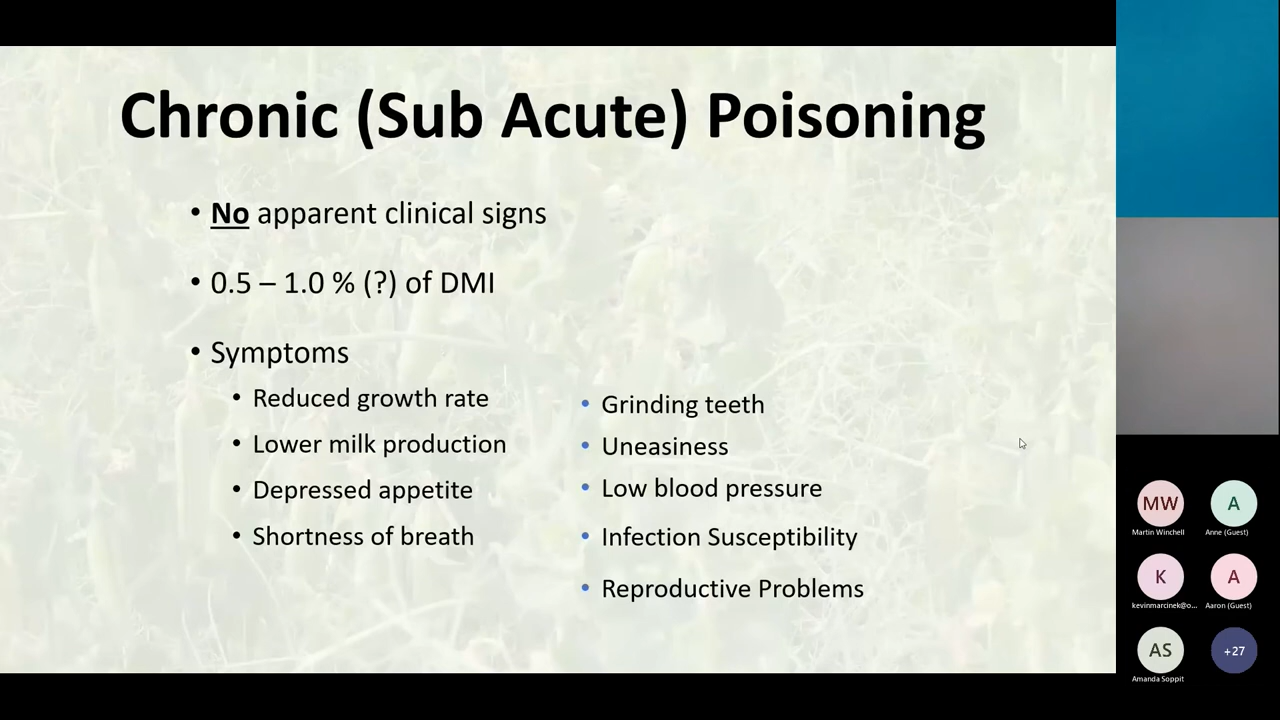 Chronic (Sub Acute) Poisoning
• No apparent clinical signs
• 0.5 – 1.0 % (?) of DMI
• Symptoms
• Reduced growth rate
• Lower milk production
• Depressed appetite
• Shortness of breath
• Grinding teeth
• Uneasiness
• Low blood pressure
• Infection Susceptibility
• Reproductive Problems
MW
Martin Winchell
A
Anne (Guest)
K
kevinmarcinek@o...
A
Aaron (Guest)
AS
Amanda Soppit
+27